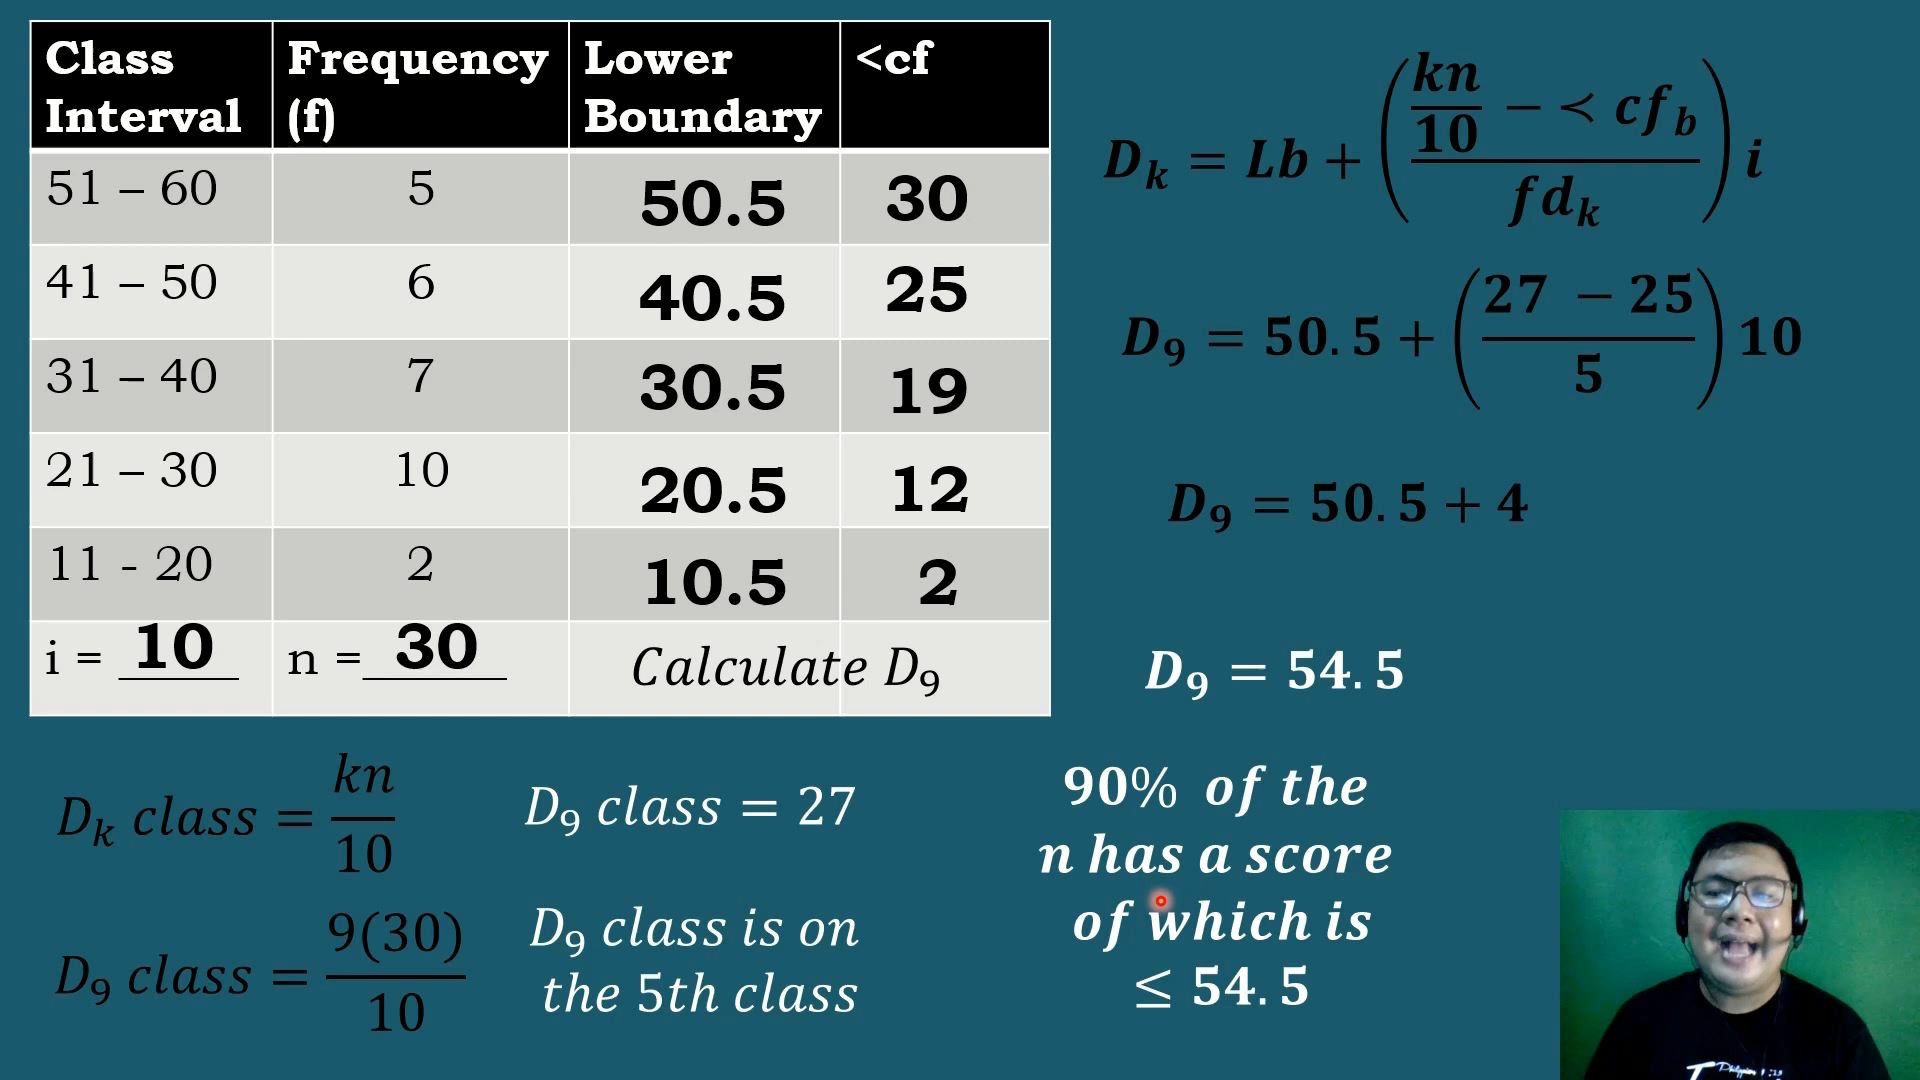 Class Interval Frequency (f) Lower Boundary <cf
51 – 60 5 50.5 30
41 – 50 6 40.5 25
31 – 40 7 30.5 19
21 – 30 10 20.5 12
11 - 20 2 10.5 2
i = 10 n = 30 Calculate D₉
Dₖ class = kn/10
D₉ class = 9(30)/10
D₉ class = 27
D₉ class is on
the 5th class
Dₖ = Lb + ((kn/10 − < cf_b)/fdₖ) i
D₉ = 50.5 + ((27 − 25)/5) 10
D₉ = 50.5 + 4
D₉ = 54.5
90% of the
n has a score
of which is
≤ 54.5